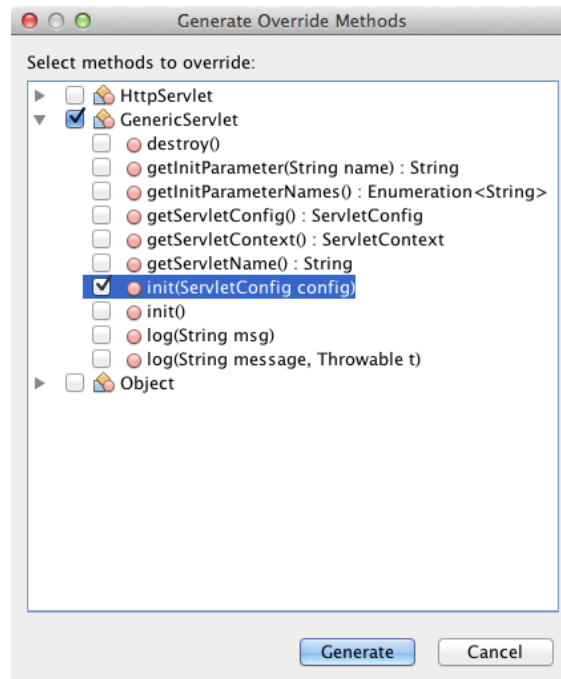 Generate Override Methods
Select methods to override:
HttpServlet
GenericServlet
destroy()
getInitParameter(String name) : String
getInitParameterNames() : Enumeration<String>
getServletConfig() : ServletConfig
getServletContext() : ServletContext
getServletName() : String
init(ServletConfig config)
init()
log(String msg)
log(String message, Throwable t)
Object
Generate Cancel